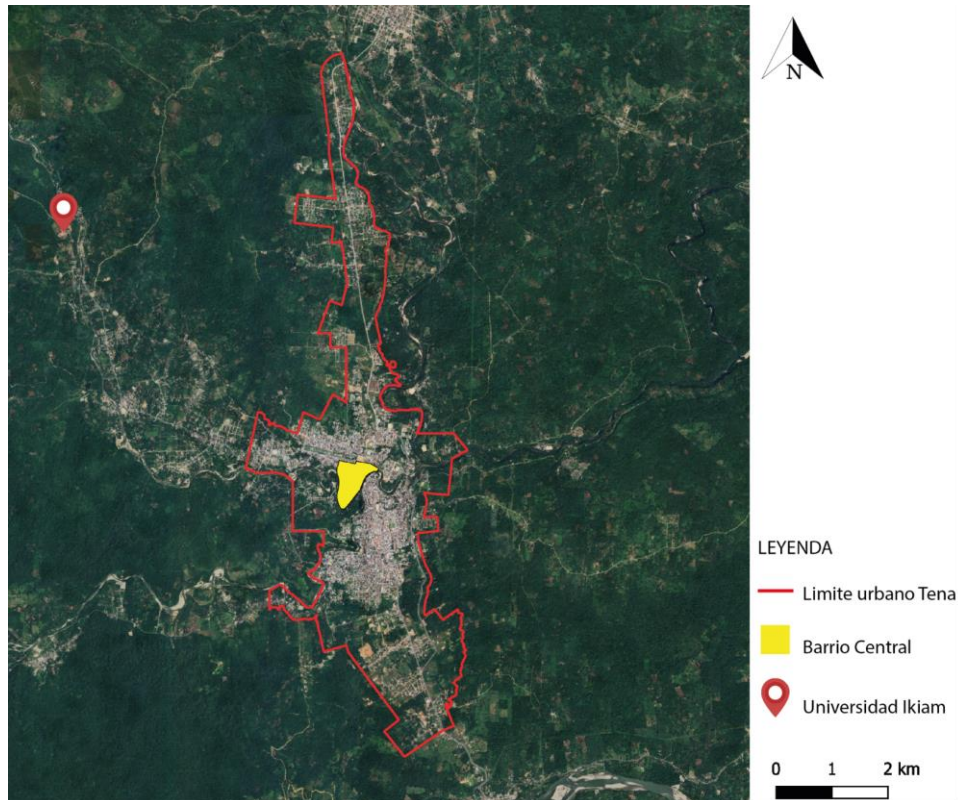 N
LEYENDA
Limite urbano Tena
Barrio Central
Universidad Ikiam
0 1 2 km